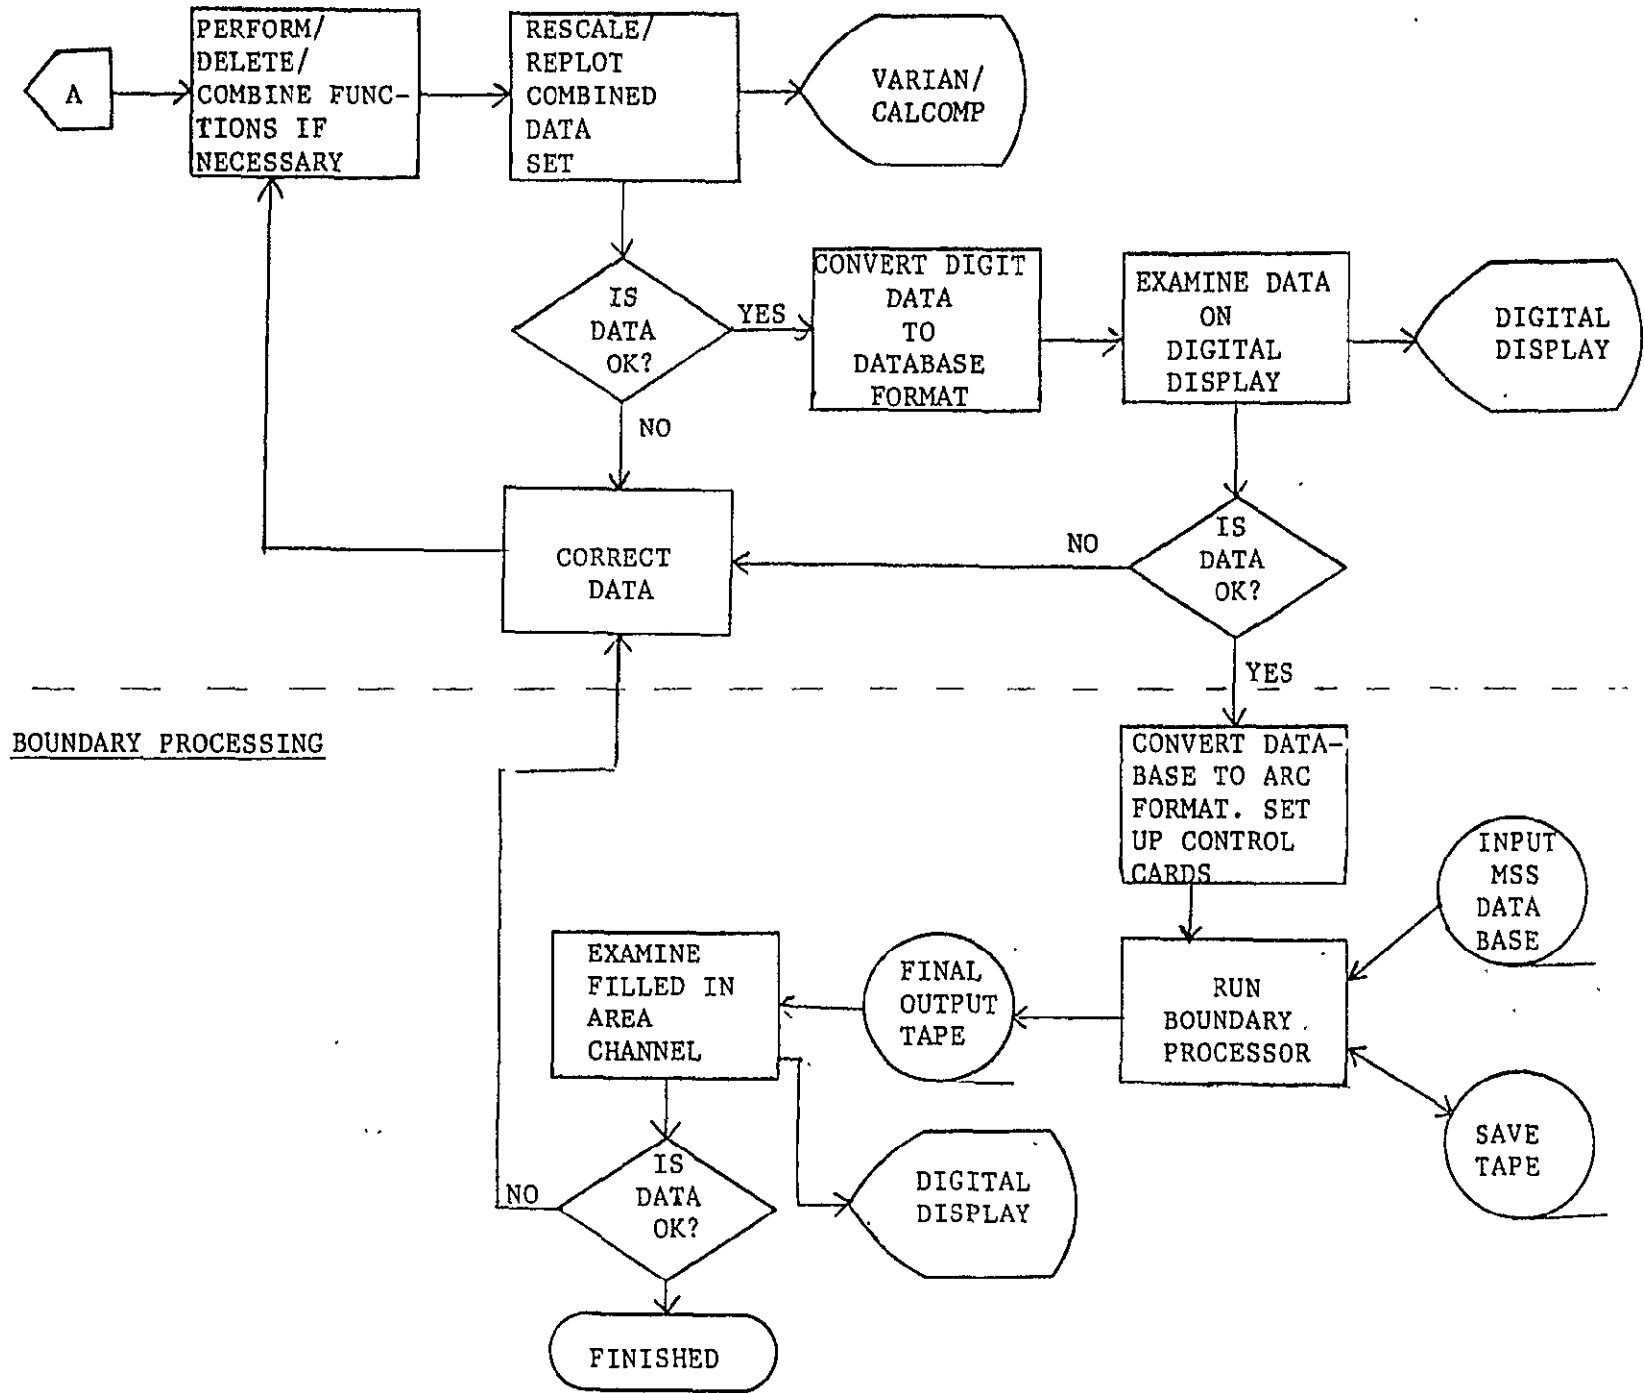 A
PERFORM/
DELETE/
COMBINE FUNC-
TIONS IF
NECESSARY
RESCALE/
REPLOT
COMBINED
DATA
SET
VARIAN/
CALCOMP
IS
DATA
OK?
YES
NO
CONVERT DIGIT
DATA
TO
DATABASE
FORMAT
EXAMINE DATA
ON
DIGITAL
DISPLAY
DIGITAL
DISPLAY
CORRECT
DATA
NO
IS
DATA
OK?
YES
BOUNDARY PROCESSING
CONVERT DATA-
BASE TO ARC
FORMAT. SET
UP CONTROL
CARDS
INPUT
MSS
DATA
BASE
RUN
BOUNDARY
PROCESSOR
SAVE
TAPE
FINAL
OUTPUT
TAPE
EXAMINE
FILLED IN
AREA
CHANNEL
DIGITAL
DISPLAY
NO
IS
DATA
OK?
FINISHED